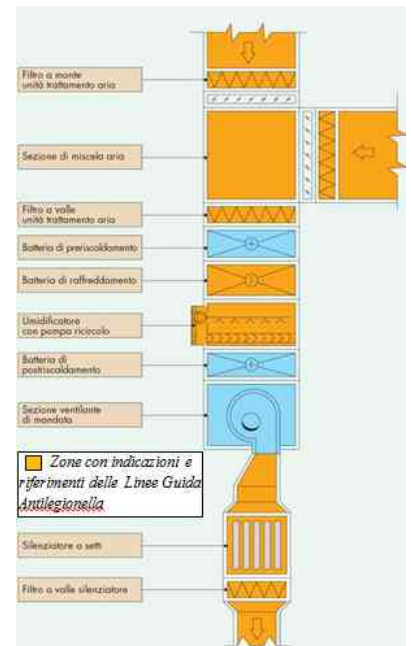 Filtro a monte
unità trattamento aria
Sezione di miscela aria
Filtro a valle
unità trattamento aria
Batteria di preriscaldamento
Batteria di raffreddamento
Umidificatore
con pompa ricircolo
Batteria di
postriscaldamento
Sezione ventilante
di mandata
Zone con indicazioni e
riferimenti delle Linee Guida
Antilegionella
Silenziatore a setti
Filtro a valle silenziatore